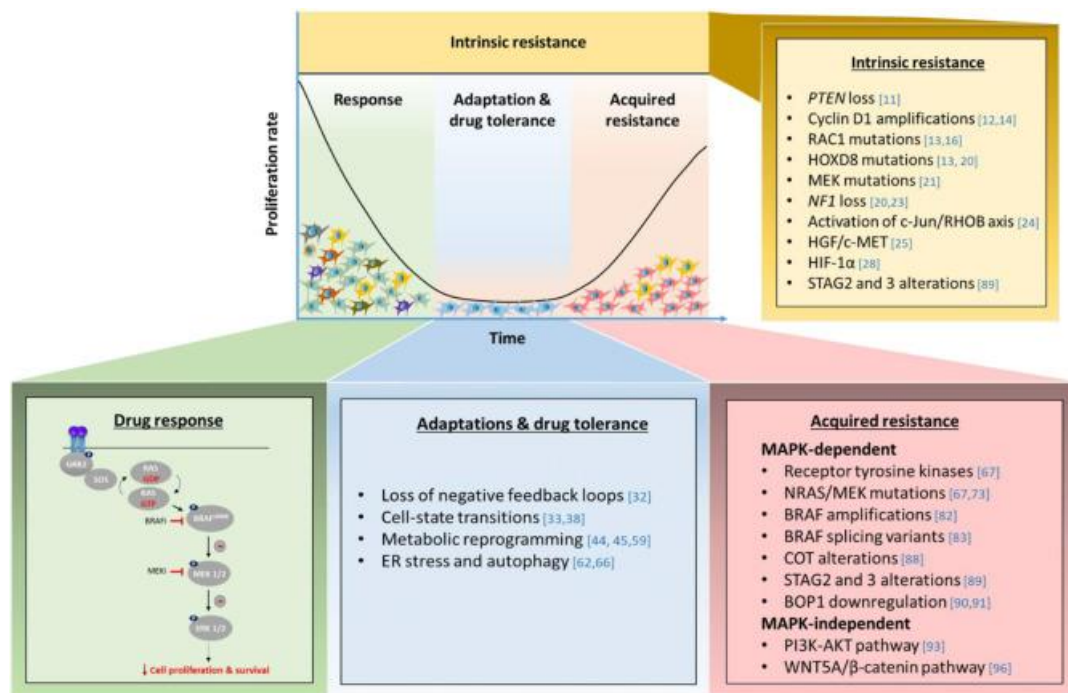 Intrinsic resistance
Response
Adaptation &
drug tolerance
Acquired
resistance
Proliferation rate
Time
Intrinsic resistance
• PTEN loss [11]
• Cyclin D1 amplifications [12,14]
• RAC1 mutations [13,16]
• HOXD8 mutations [13, 20]
• MEK mutations [21]
• NF1 loss [20,23]
• Activation of c-Jun/RHOB axis [24]
• HGF/c-MET [25]
• HIF-1α [28]
• STAG2 and 3 alterations [89]
Drug response
SOS
RAS
GDP
RAS
GTP
BRAFi
MEKi
MEK 1/2
ERK 1/2
↓ Cell proliferation & survival
Adaptations & drug tolerance
• Loss of negative feedback loops [32]
• Cell-state transitions [33,38]
• Metabolic reprogramming [44, 45,59]
• ER stress and autophagy [62,66]
Acquired resistance
MAPK-dependent
• Receptor tyrosine kinases [67]
• NRAS/MEK mutations [67,73]
• BRAF amplifications [82]
• BRAF splicing variants [83]
• COT alterations [88]
• STAG2 and 3 alterations [89]
• BOP1 downregulation [90,91]
MAPK-independent
• PI3K-AKT pathway [93]
• WNT5A/β-catenin pathway [96]